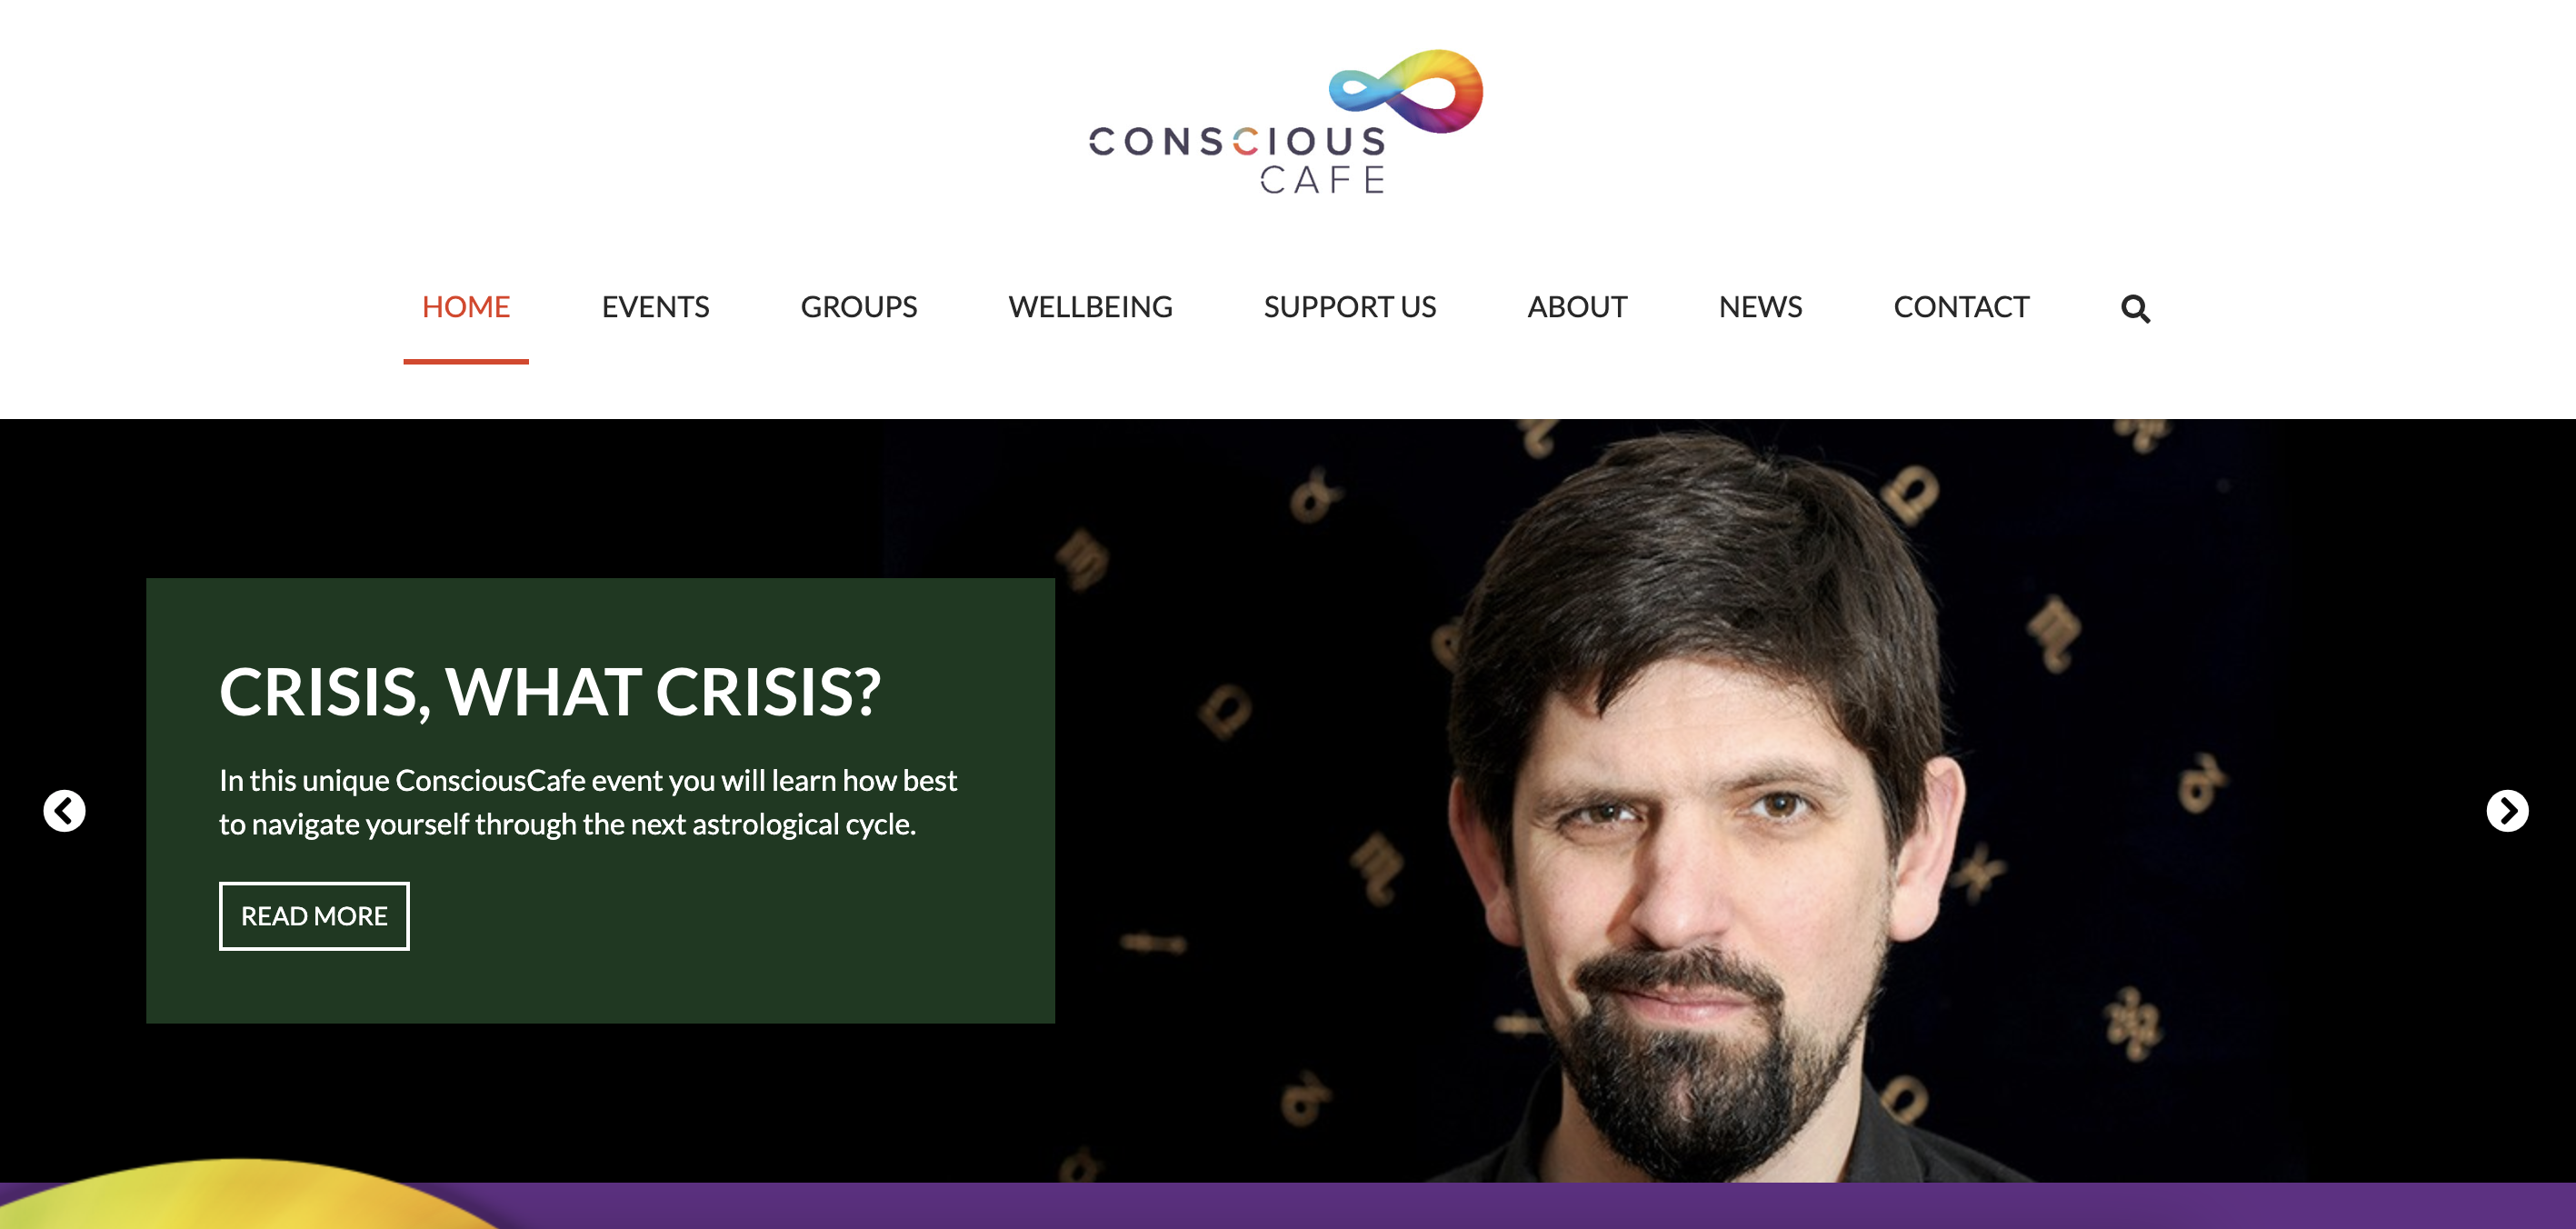 CONSCIOUS
CAFE
HOME EVENTS GROUPS WELLBEING SUPPORT US ABOUT NEWS CONTACT
CRISIS, WHAT CRISIS?
In this unique ConsciousCafe event you will learn how best
to navigate yourself through the next astrological cycle.
READ MORE